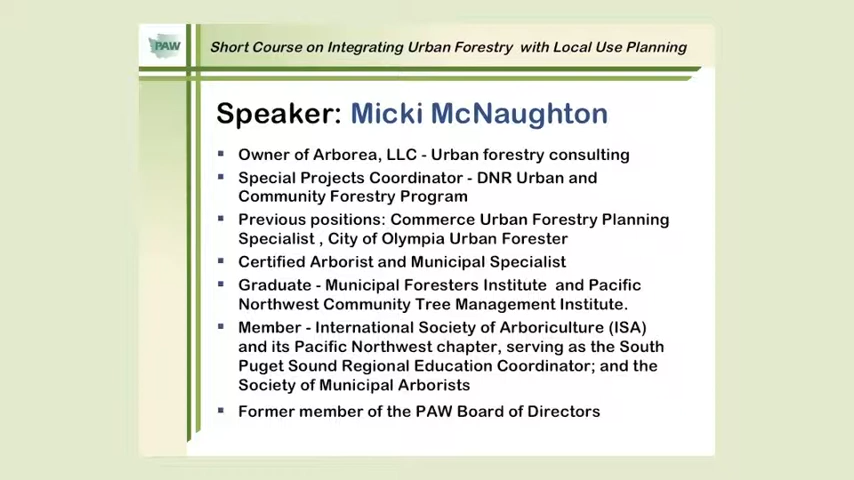 PAW
Short Course on Integrating Urban Forestry with Local Use Planning
Speaker: Micki McNaughton
Owner of Arborea, LLC - Urban forestry consulting
Special Projects Coordinator - DNR Urban and
Community Forestry Program
Previous positions: Commerce Urban Forestry Planning
Specialist , City of Olympia Urban Forester
Certified Arborist and Municipal Specialist
Graduate - Municipal Foresters Institute and Pacific
Northwest Community Tree Management Institute.
Member - International Society of Arboriculture (ISA)
and its Pacific Northwest chapter, serving as the South
Puget Sound Regional Education Coordinator; and the
Society of Municipal Arborists
Former member of the PAW Board of Directors